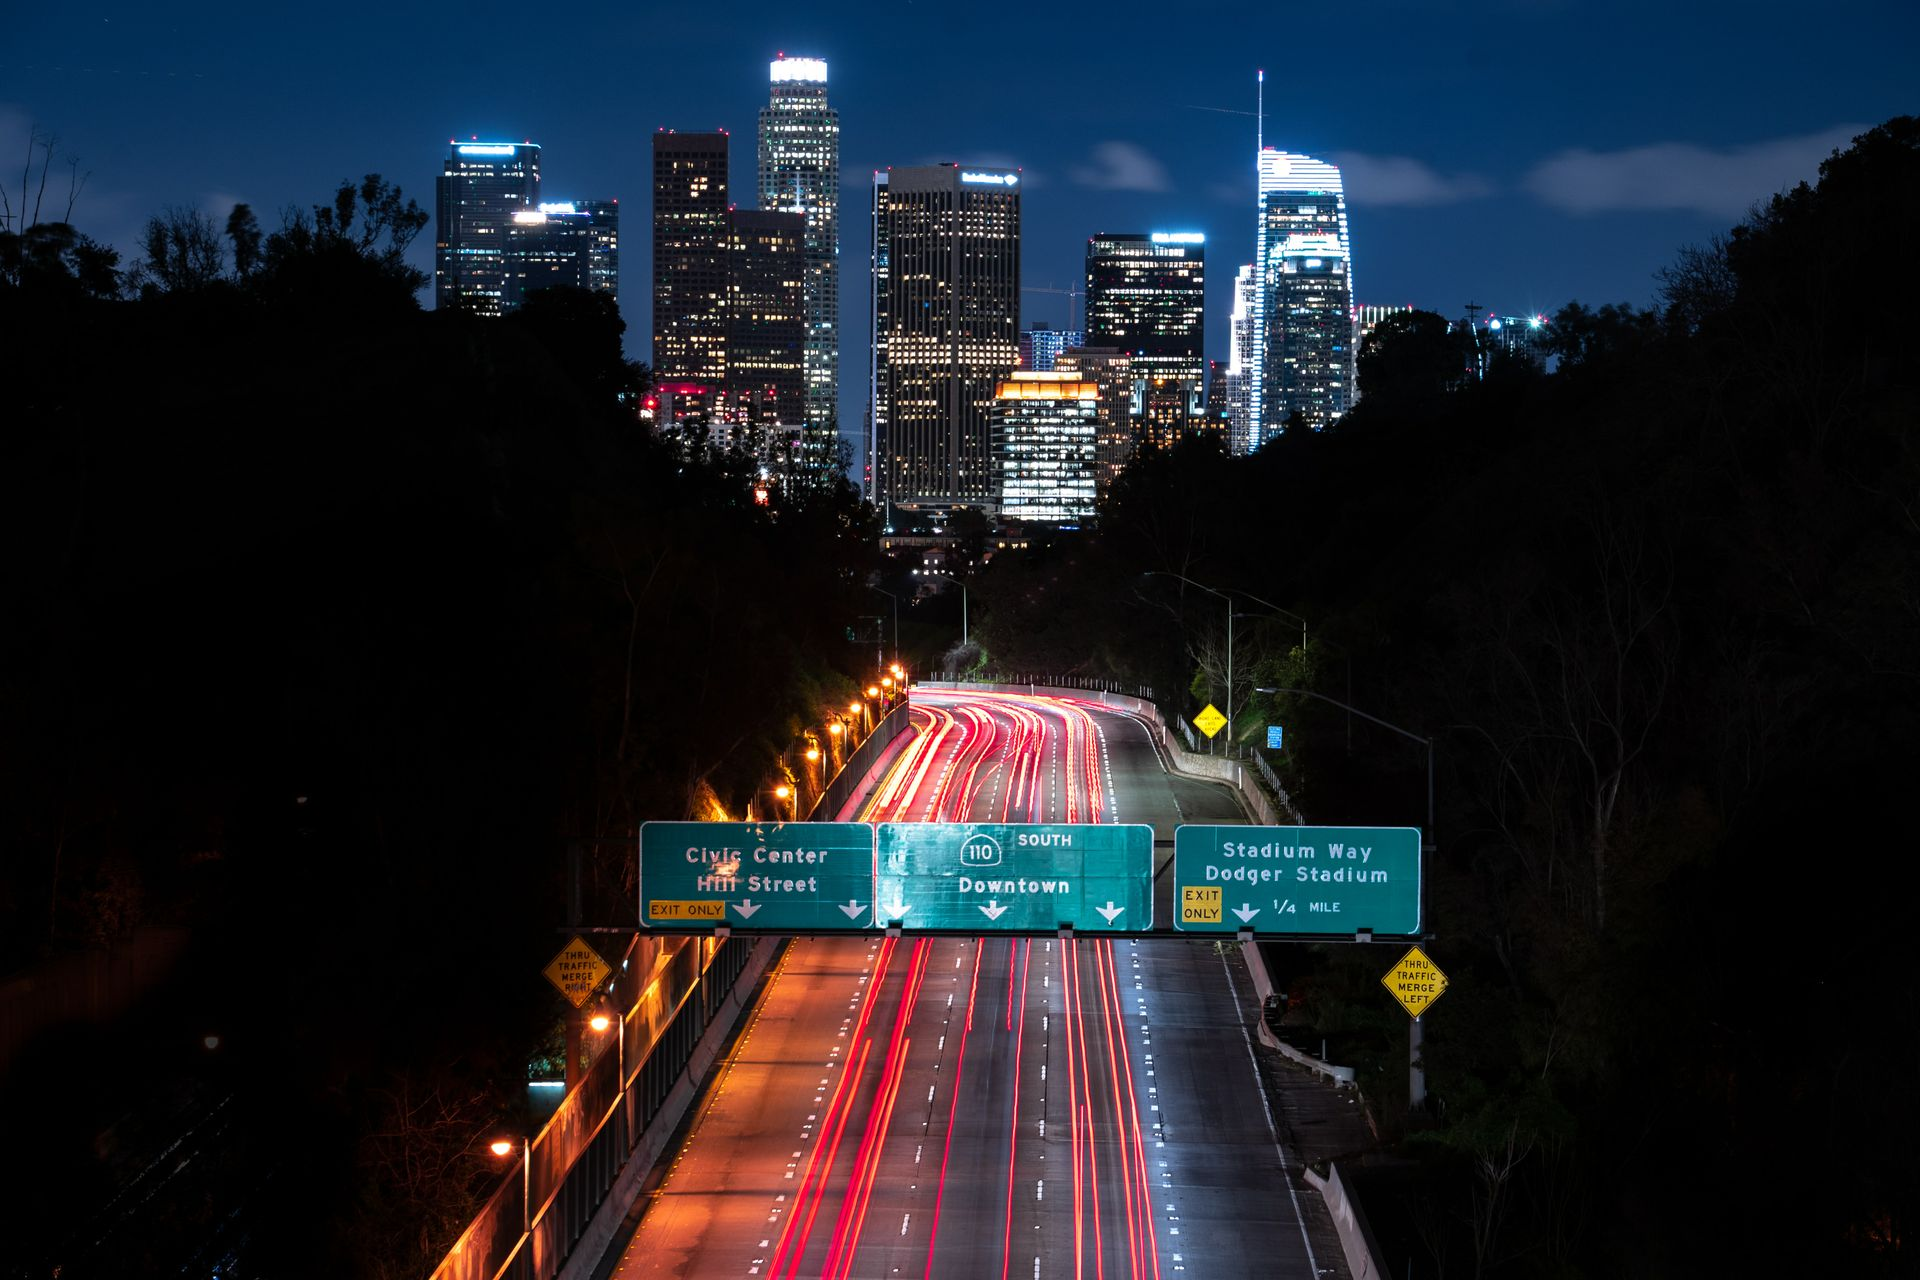 Civic Center
Hill Street
EXIT ONLY
110 SOUTH
Downtown
Stadium Way
Dodger Stadium
EXIT
ONLY
1/4 MILE
THRU
TRAFFIC
MERGE
RIGHT
THRU
TRAFFIC
MERGE
LEFT